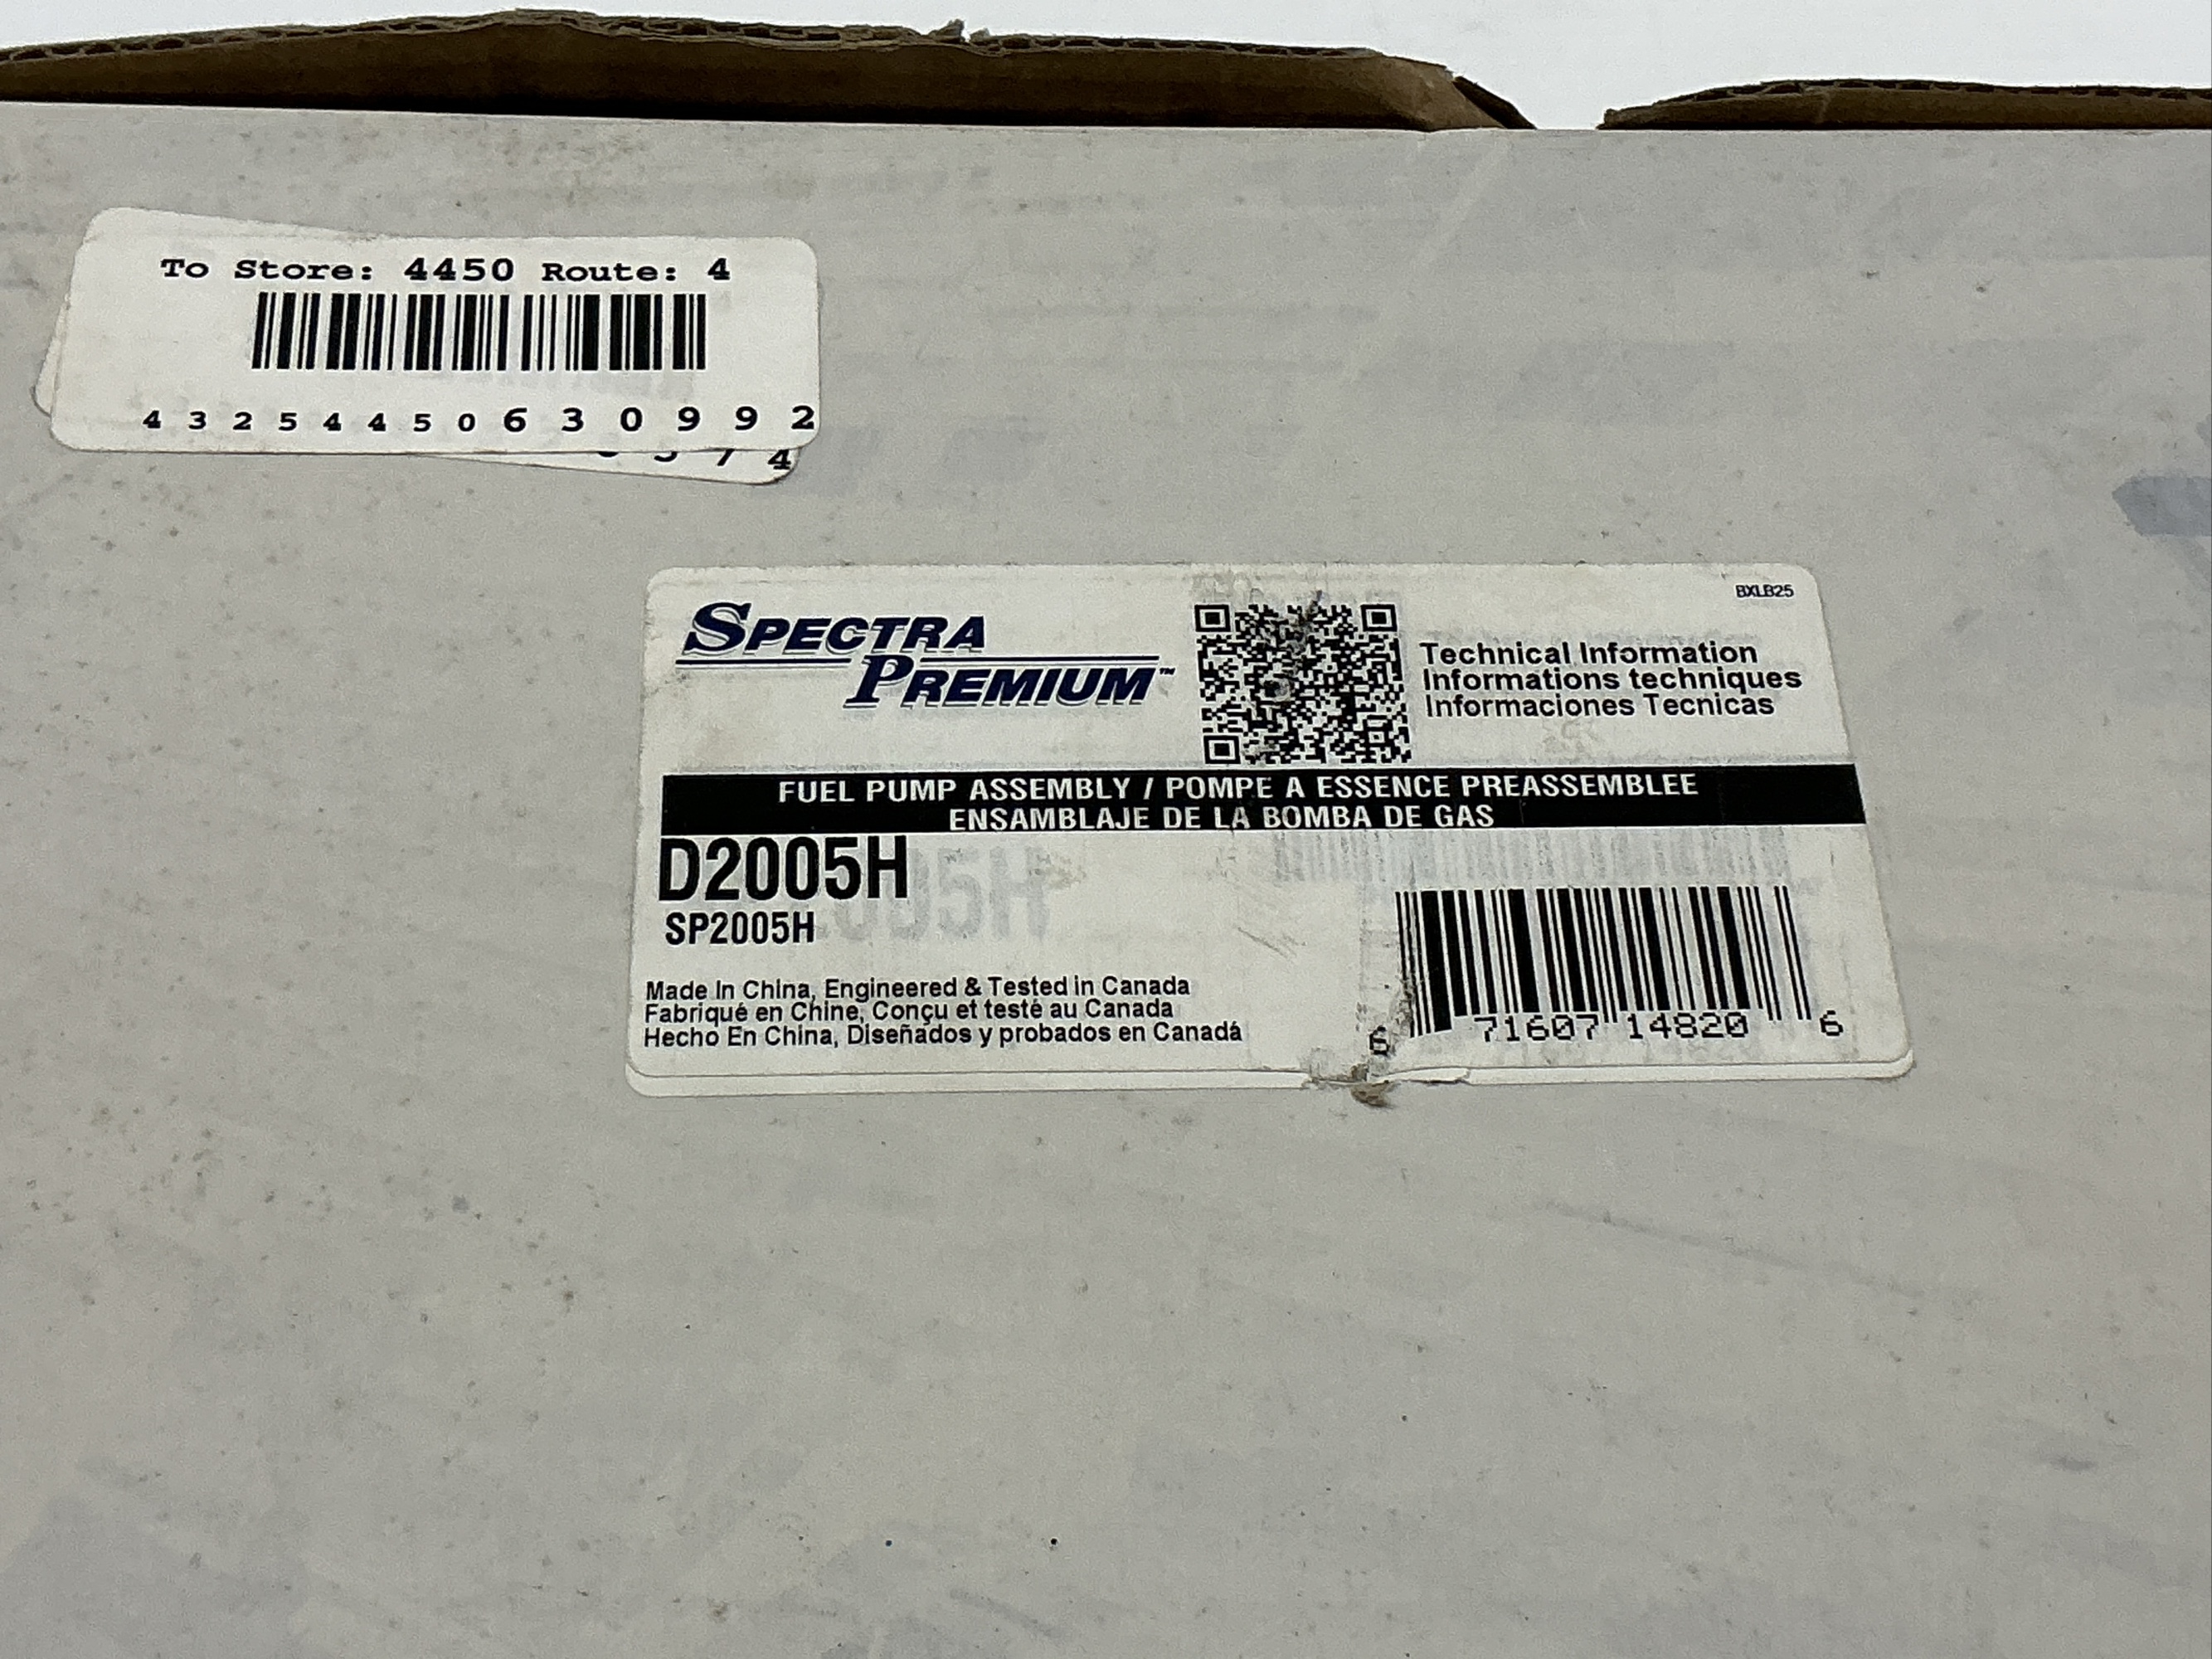 To Store: 4450 Route: 4
4 3 2 5 4 4 5 0 6 3 0 9 9 2
7 4
BXLB25
SPECTRA
PREMIUM™
Technical Information
Informations techniques
Informaciones Tecnicas
FUEL PUMP ASSEMBLY / POMPE A ESSENCE PREASSEMBLEE
ENSAMBLAJE DE LA BOMBA DE GAS
D2005H
SP2005H
Made In China, Engineered & Tested in Canada
Fabriqué en Chine, Conçu et testé au Canada
Hecho En China, Diseñados y probados en Canadá
6 71607 14820 6